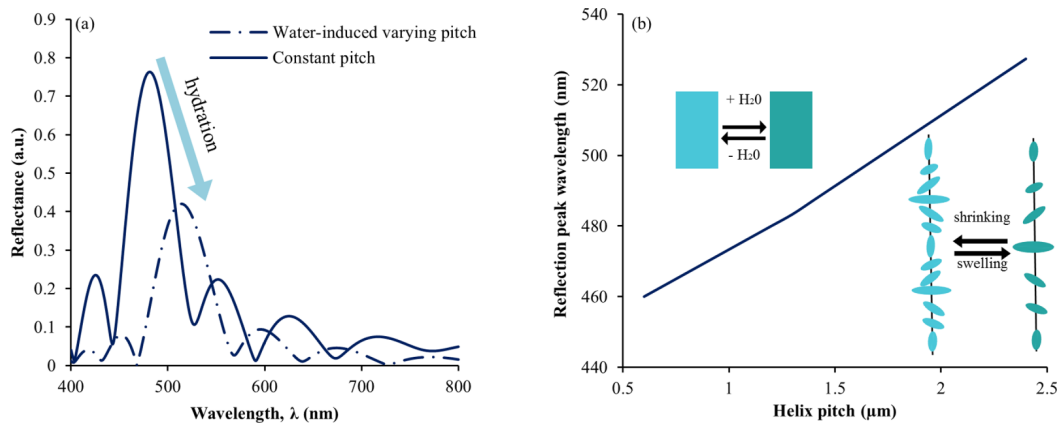 (a)
Water-induced varying pitch
Constant pitch
hydration
0.9
0.8
0.7
0.6
0.5
0.4
0.3
0.2
0.1
0
400
500
600
700
800
Reflectance (a.u.)
Wavelength, λ (nm)
(b)
540
520
500
480
460
440
0.5
1
1.5
2
2.5
Reflection peak wavelength (nm)
Helix pitch (µm)
+ H20
- H20
shrinking
swelling